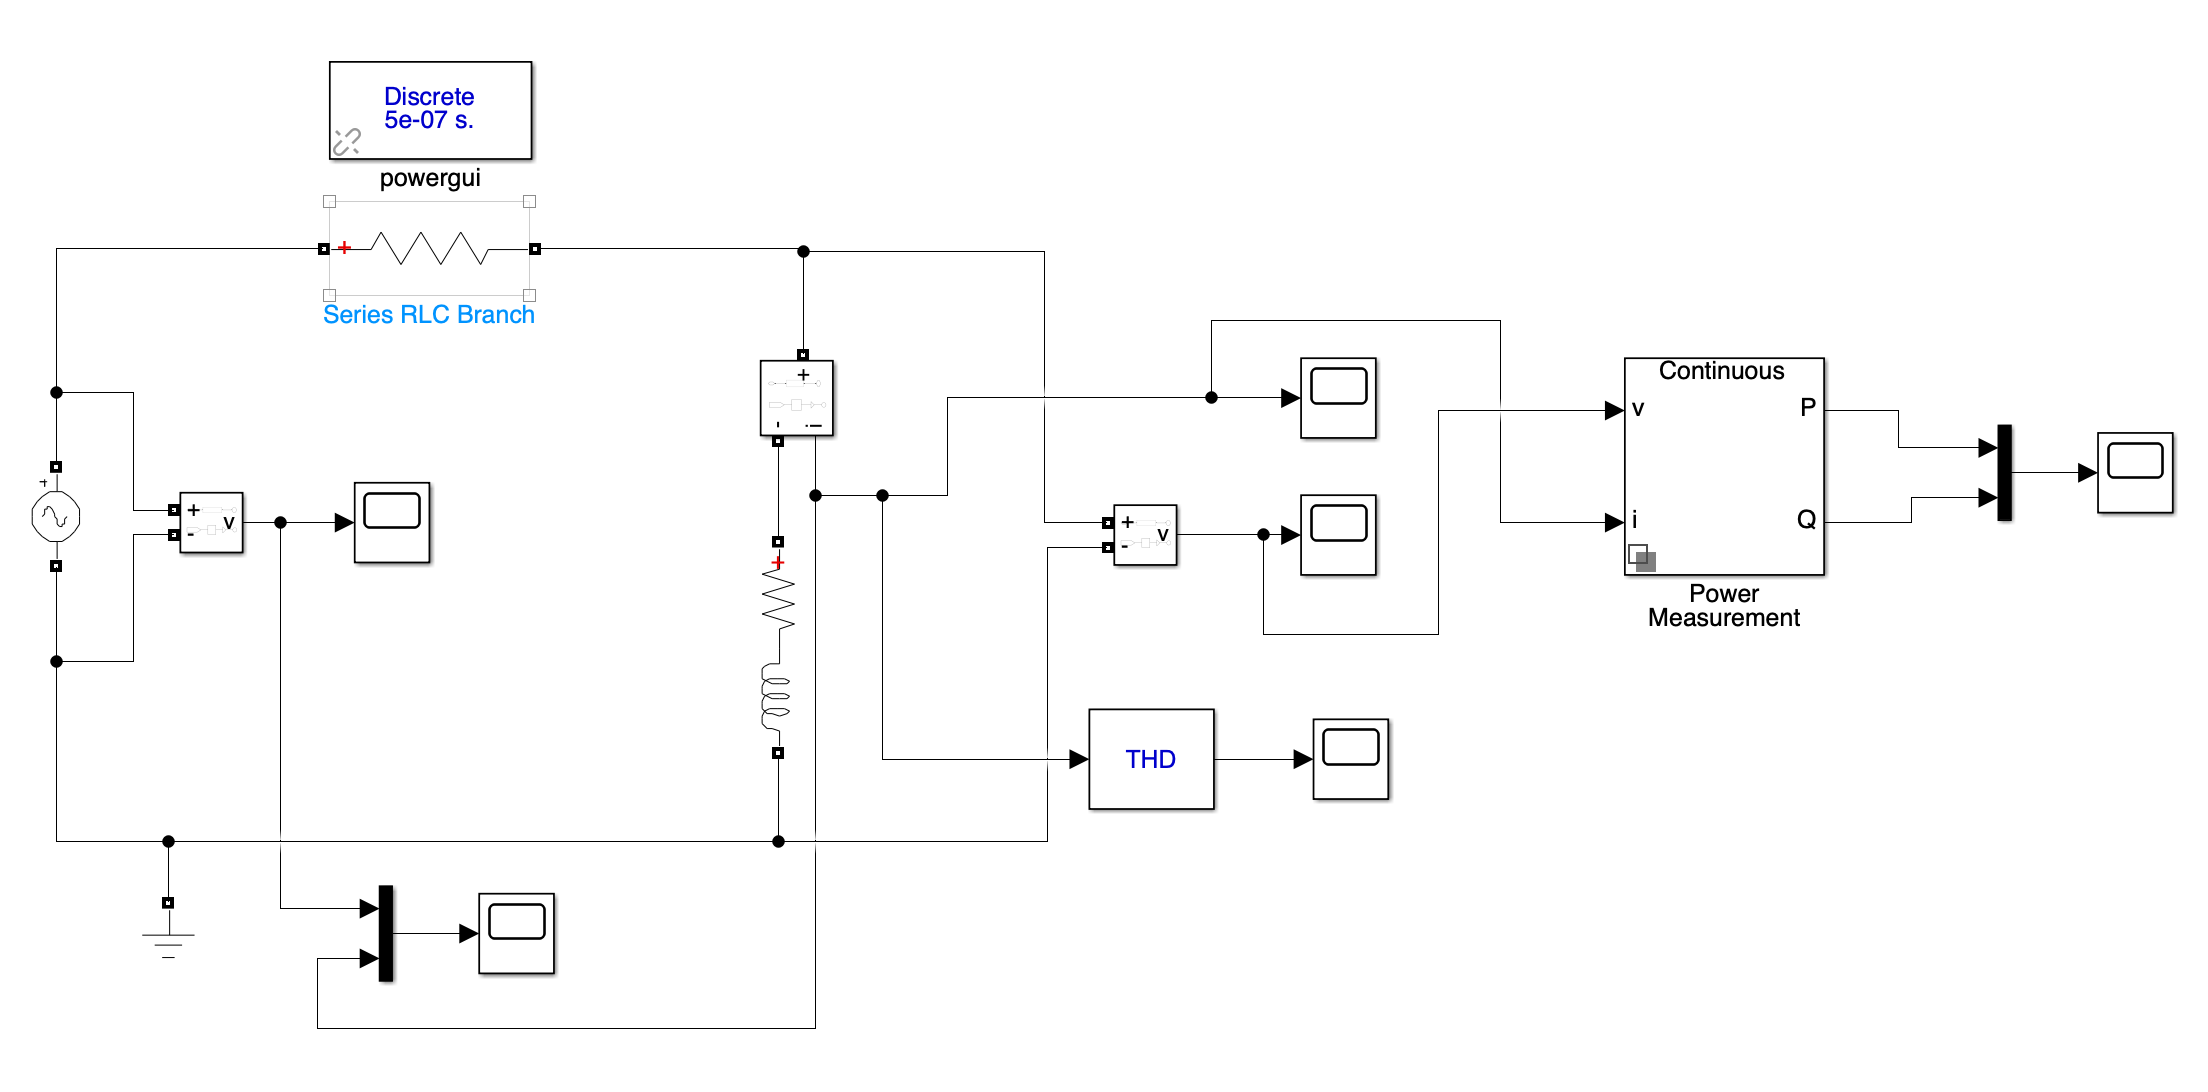 Discrete
5e-07 s.
powergui
+
Series RLC Branch
+
+
-
v
+
-
i
+
-
v
+
Continuous
v
P
i
Q
Power
Measurement
THD